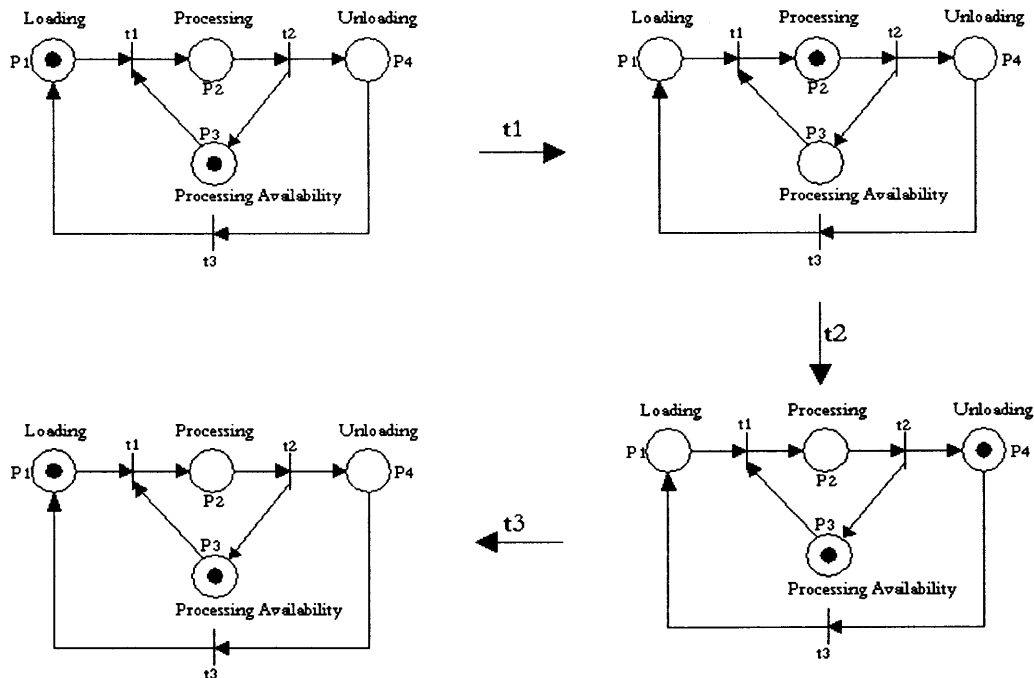 Loading Processing Unloading
t1 t2
P1 P2 P4
P3
Processing Availability
t3
t1
Loading Processing Unloading
t1 t2
P1 P2 P4
P3
Processing Availability
t3
t2
Loading Processing Unloading
t1 t2
P1 P2 P4
P3
Processing Availability
t3
t3
Loading Processing Unloading
t1 t2
P1 P2 P4
P3
Processing Availability
t3